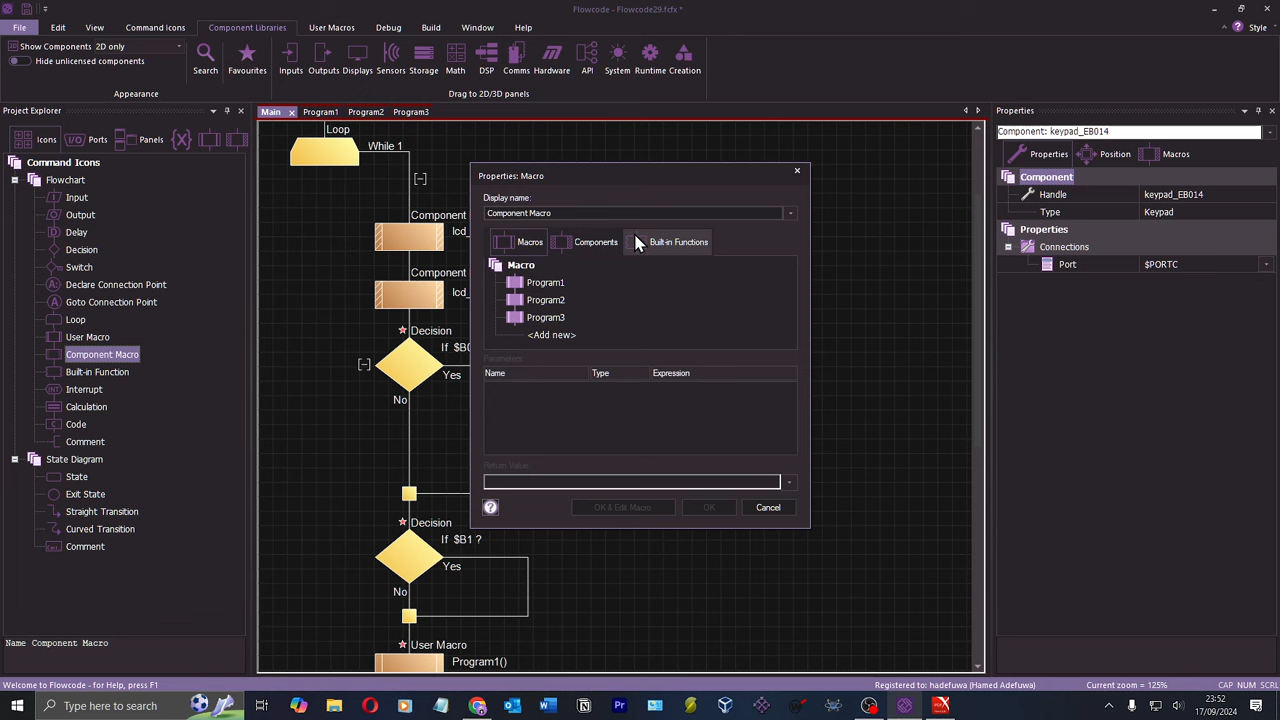 Flowcode - Flowcode29.fcfx *
File Edit View Command Icons Component Libraries User Macro Debug Build Window Help Style
Show Components 2D only
Hide unlicensed components
Search Favourites Inputs Outputs Displays Sensors Storage Math DSP Comms Hardware API System Runtime Creation
Appearance Drag to 2D/3D panels
Project Explorer
Icons Ports Panels
Command Icons
Flowchart
Input
Output
Delay
Decision
Switch
Declare Connection Point
Goto Connection Point
Loop
User Macro
Component Macro
Built-in Function
Interrupt
Calculation
Code
Comment
State Diagram
State
Exit State
Straight Transition
Curved Transition
Comment
Name Component Macro
Main Program1 Program2 Program3
Loop
While 1
Component
lcd_
Component
lcd_
Decision
If $B0
Yes
No
Decision
If $B1 ?
Yes
No
User Macro
Program1()
Properties: Macro
Display name:
Component Macro
Macros Components Built-in Functions
Macro
Program1
Program2
Program3
<Add new>
Parameters:
Name Type Expression
Return Value:
OK & Edit Macro OK Cancel
Properties
Component: keypad_EB014
Properties Position Macros
Component
Handle keypad_EB014
Type Keypad
Properties
Connections
Port $PORTC
Welcome to Flowcode - for Help, press F1 Registered to: hadefuwa (Hamed Adefuwa) Current zoom = 125% CAP NUM SCRL
Type here to search
23:52
17/09/2024